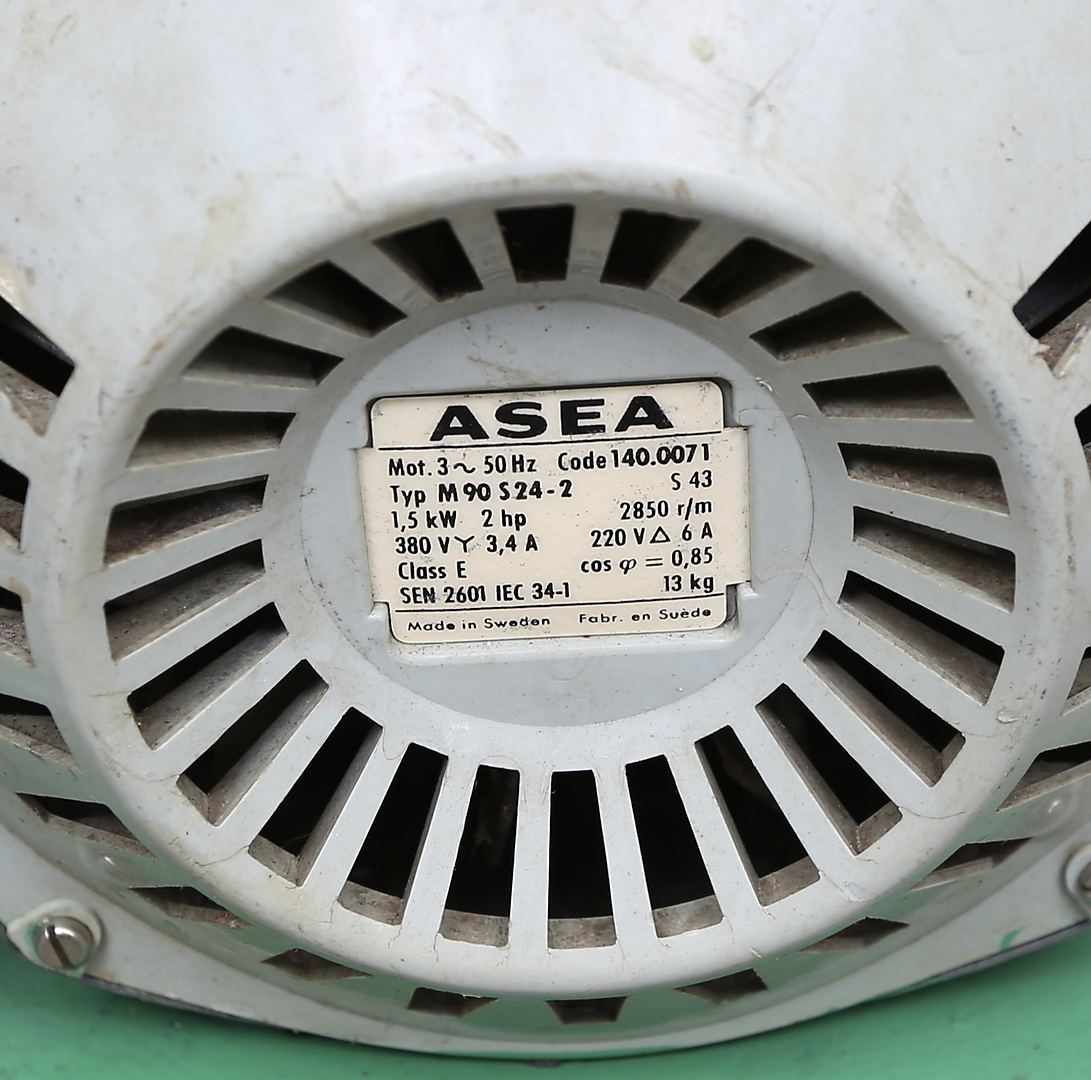 ASEA
Mot. 3~ 50 Hz Code 140.0071
Typ M 90 S24-2 S 43
1,5 kW 2 hp 2850 r/m
380 V Y 3,4 A 220 V △ 6 A
Class E cos φ = 0,85
SEN 2601 IEC 34-1 13 kg
Made in Sweden Fabr. en Suède